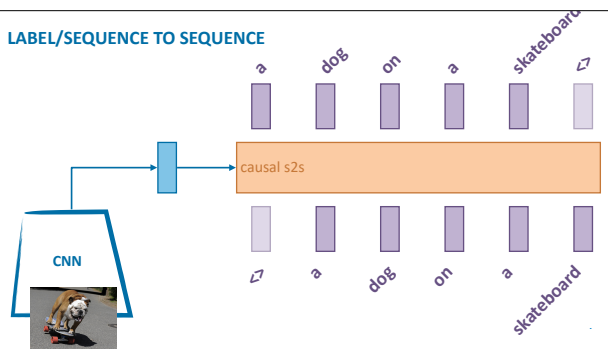 LABEL/SEQUENCE TO SEQUENCE
a
dog
on
a
skateboard
<>
causal s2s
CNN
<>
a
dog
on
a
skateboard